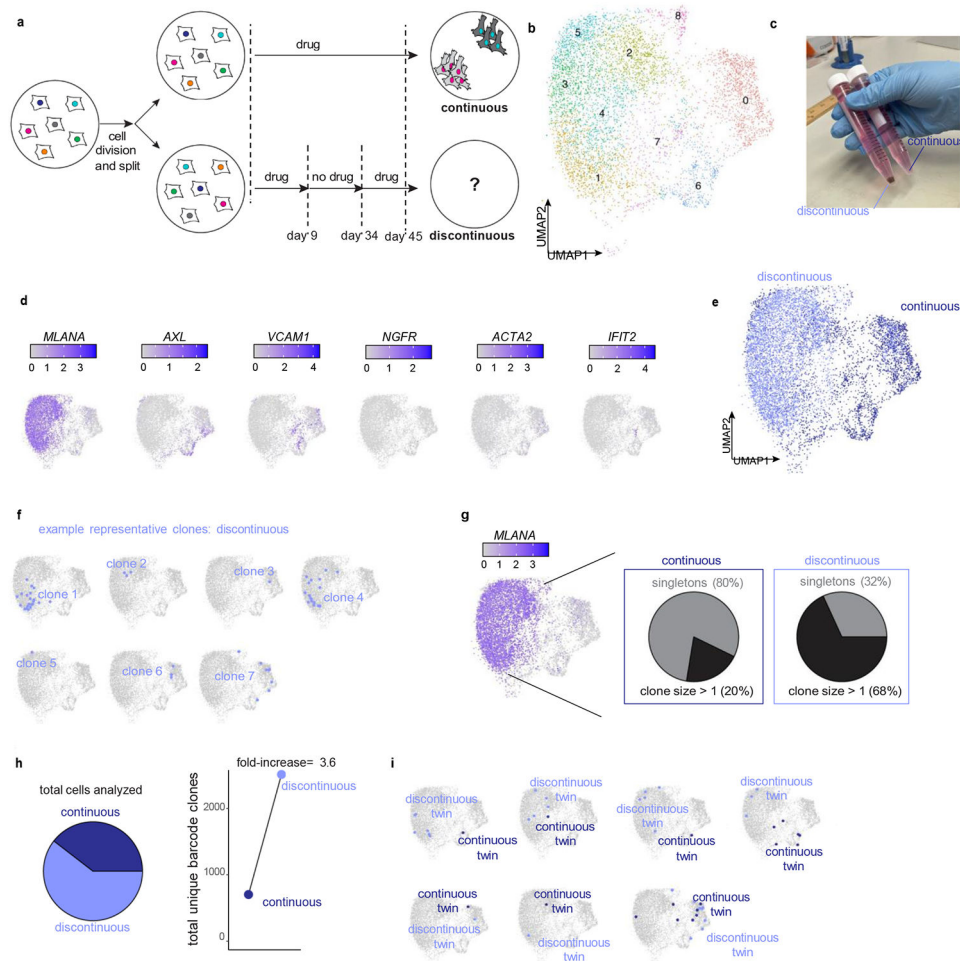 a
drug
continuous
cell
division
and split
drug
no drug
drug
?
day 9
day 34
day 45
discontinuous
b
5
2
8
3
0
4
7
1
6
UMAP2
UMAP1
c
continuous
discontinuous
d
MLANA
0 1 2 3
AXL
0 1 2
VCAM1
0 1 2 3 4
NGFR
0 1 2
ACTA2
0 1 2 3
IFIT2
0 2 4
e
discontinuous
continuous
UMAP2
UMAP1
f
example representative clones: discontinuous
clone 1
clone 2
clone 3
clone 4
clone 5
clone 6
clone 7
g
MLANA
0 1 2 3
continuous
singletons (80%)
clone size > 1 (20%)
discontinuous
singletons (32%)
clone size > 1 (68%)
h
total cells analyzed
continuous
discontinuous
fold-increase= 3.6
total unique barcode clones
2000
1000
0
discontinuous
continuous
i
discontinuous
twin
continuous
twin
discontinuous
twin
continuous
twin
discontinuous
twin
continuous
twin
discontinuous
twin
continuous
twin
continuous
twin
discontinuous
twin
continuous
twin
discontinuous
twin
continuous
twin
discontinuous
twin